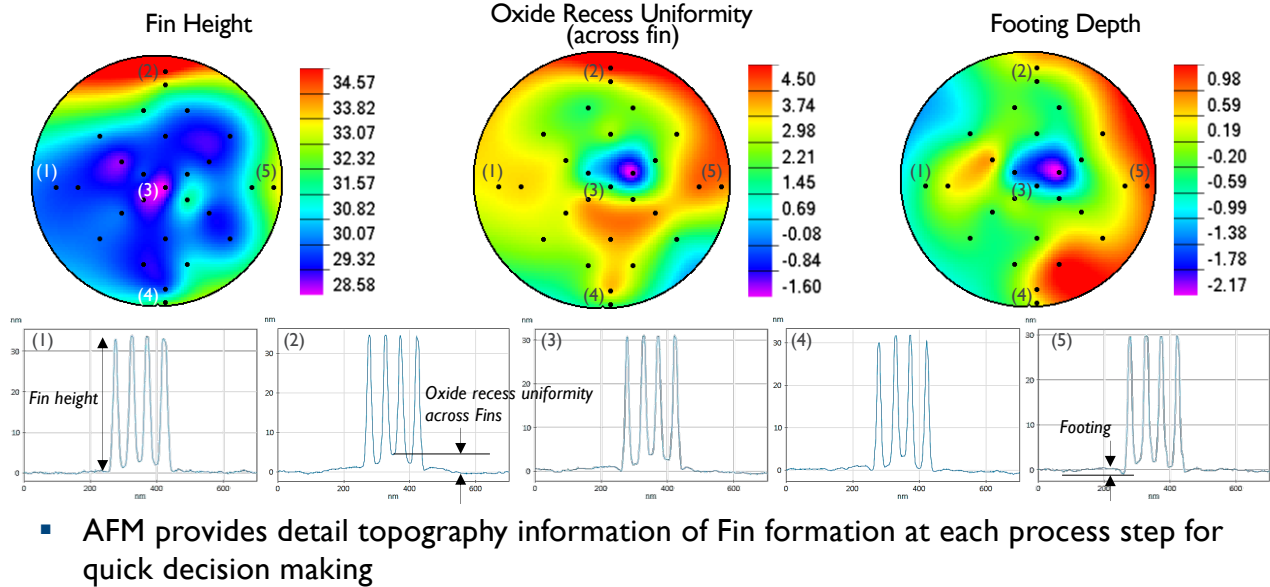 Fin Height
Oxide Recess Uniformity
(across fin)
Footing Depth
(2)
(1)
(3)
(5)
(4)
34.57
33.82
33.07
32.32
31.57
30.82
30.07
29.32
28.58
(2)
(1)
(3)
(5)
(4)
4.50
3.74
2.98
2.21
1.45
0.69
-0.08
-0.84
-1.60
(2)
(1)
(3)
(5)
(4)
0.98
0.59
0.19
-0.20
-0.59
-0.99
-1.38
-1.78
-2.17
nm
(1)
30
20
10
0
Fin height
0 200 400 600
nm
nm
(2)
30
20
10
0
Oxide recess uniformity
across Fins
0 200 400 600
nm
nm
(3)
30
20
10
0
0 200 400 600
nm
nm
(4)
30
20
10
0
0 200 400 600
nm
nm
(5)
30
20
10
0
Footing
0 200 400 600
nm
▪ AFM provides detail topography information of Fin formation at each process step for
quick decision making